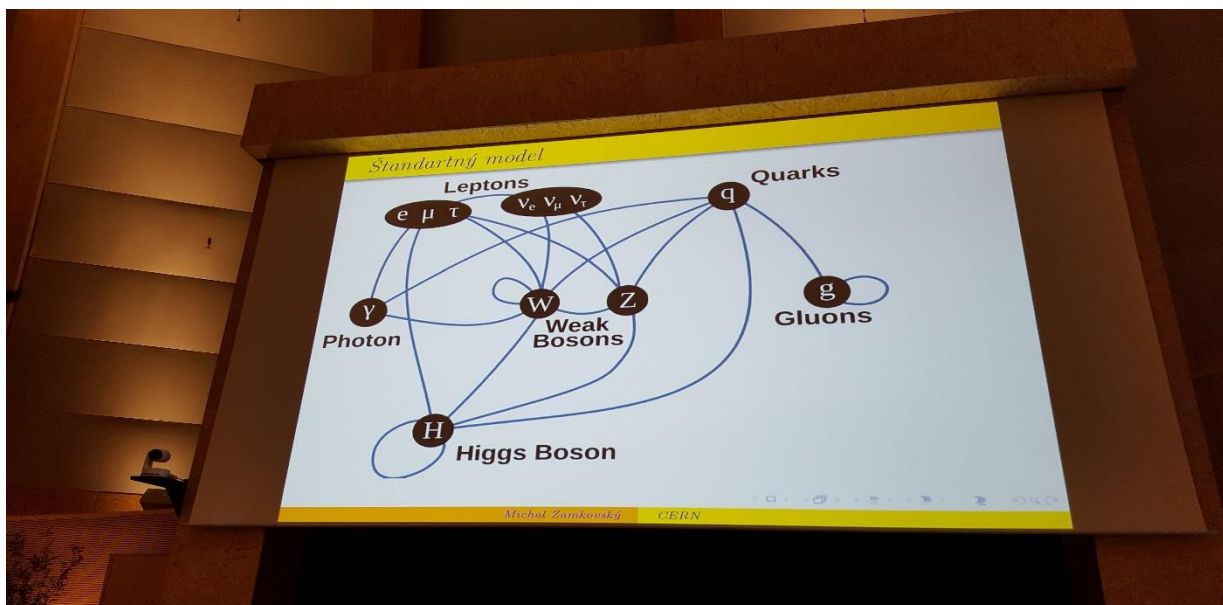 Štandartný model
Leptons
Quarks
e μ τ
νe νμ ντ
q
γ
W
Z
g
Photon
Weak
Bosons
Gluons
H
Higgs Boson
Michal Zamkovský
CERN